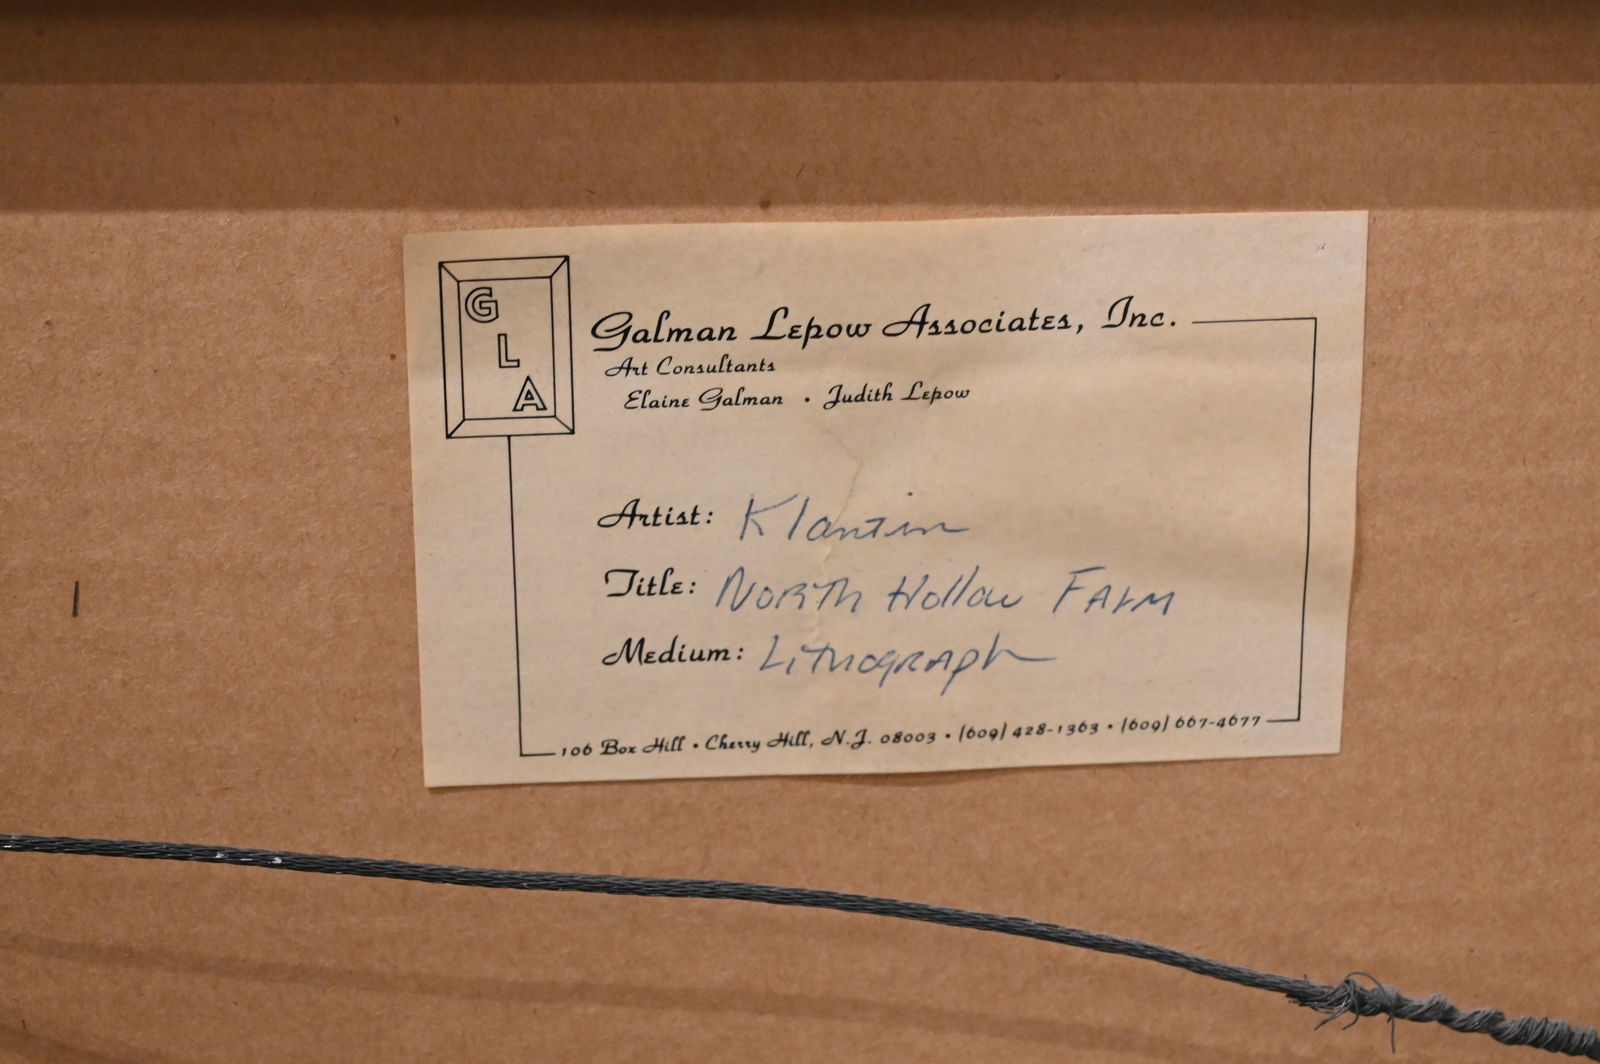 G
L
A
Galman Lepow Associates, Inc.
Art Consultants
Elaine Galman • Judith Lepow
Artist: Klantin
Title: North Hollow Farm
Medium: Lithograph
106 Box Hill • Cherry Hill, N.J. 08003 • (609) 428-1363 • (609) 667-4677